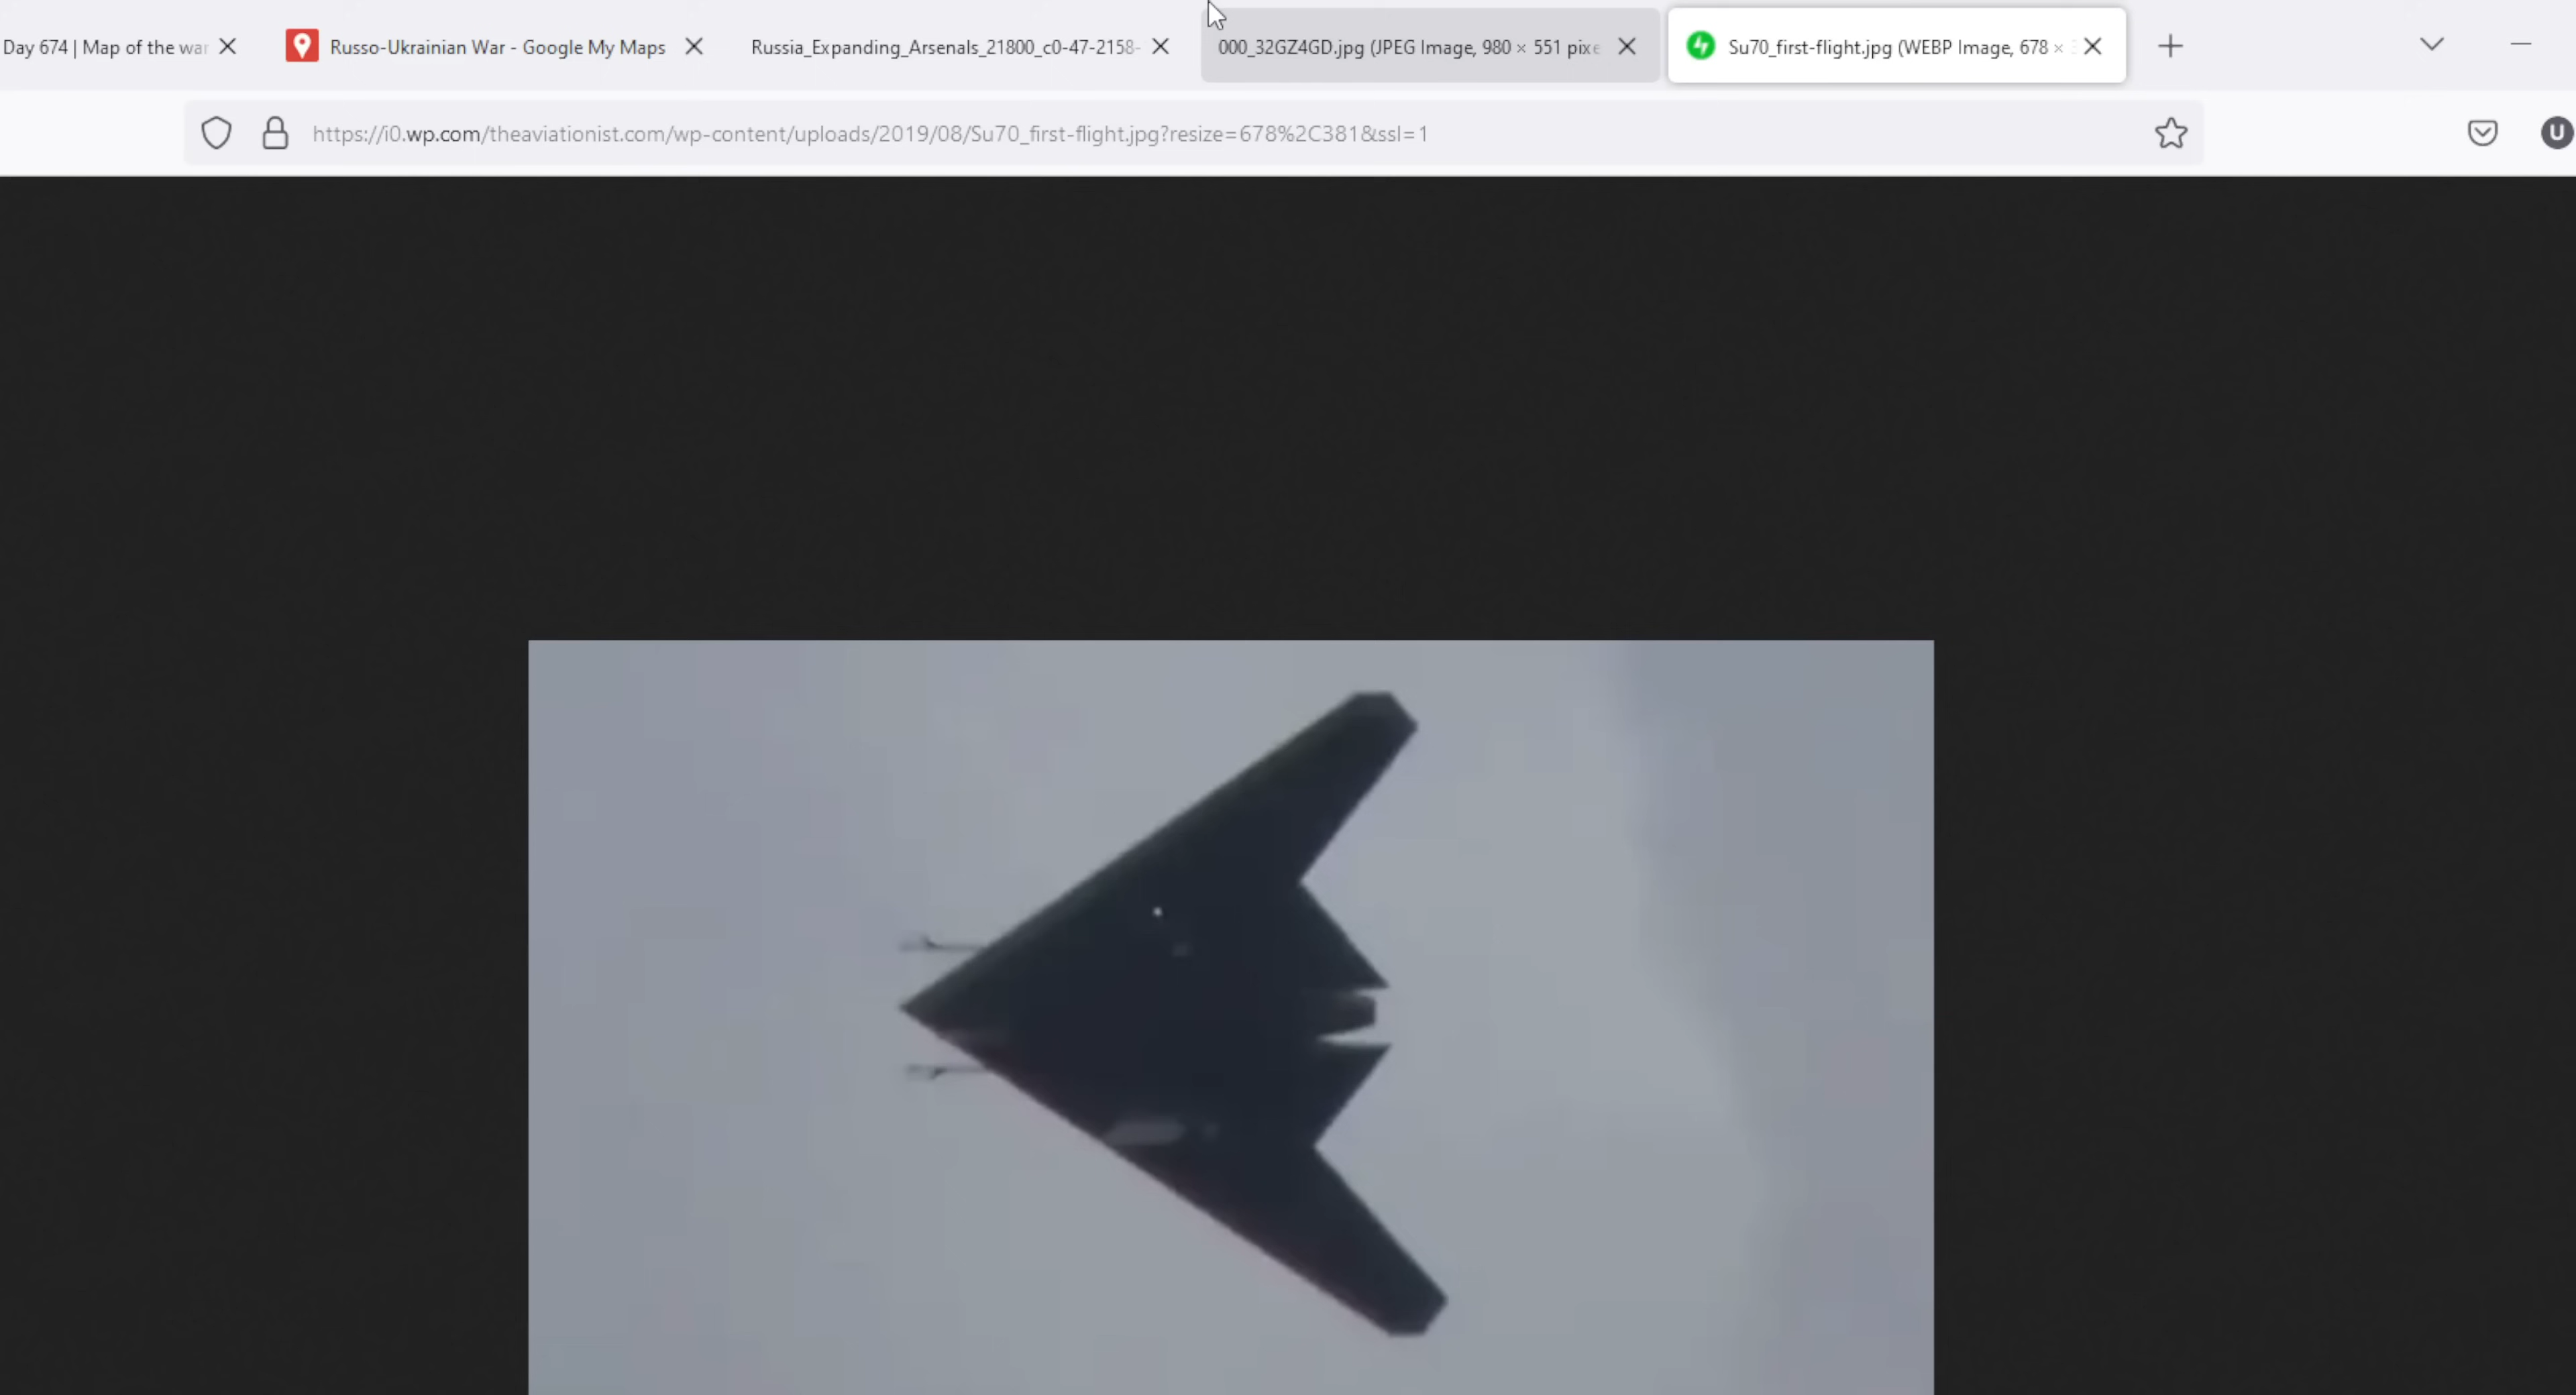 Day 674 | Map of the war
Russo-Ukrainian War - Google My Maps
Russia_Expanding_Arsenals_21800_c0-47-2158-
000_32GZ4GD.jpg (JPEG Image, 980 × 551 pixe
Su70_first-flight.jpg (WEBP Image, 678 ×
https://i0.wp.com/theaviationist.com/wp-content/uploads/2019/08/Su70_first-flight.jpg?resize=678%2C381&ssl=1
U